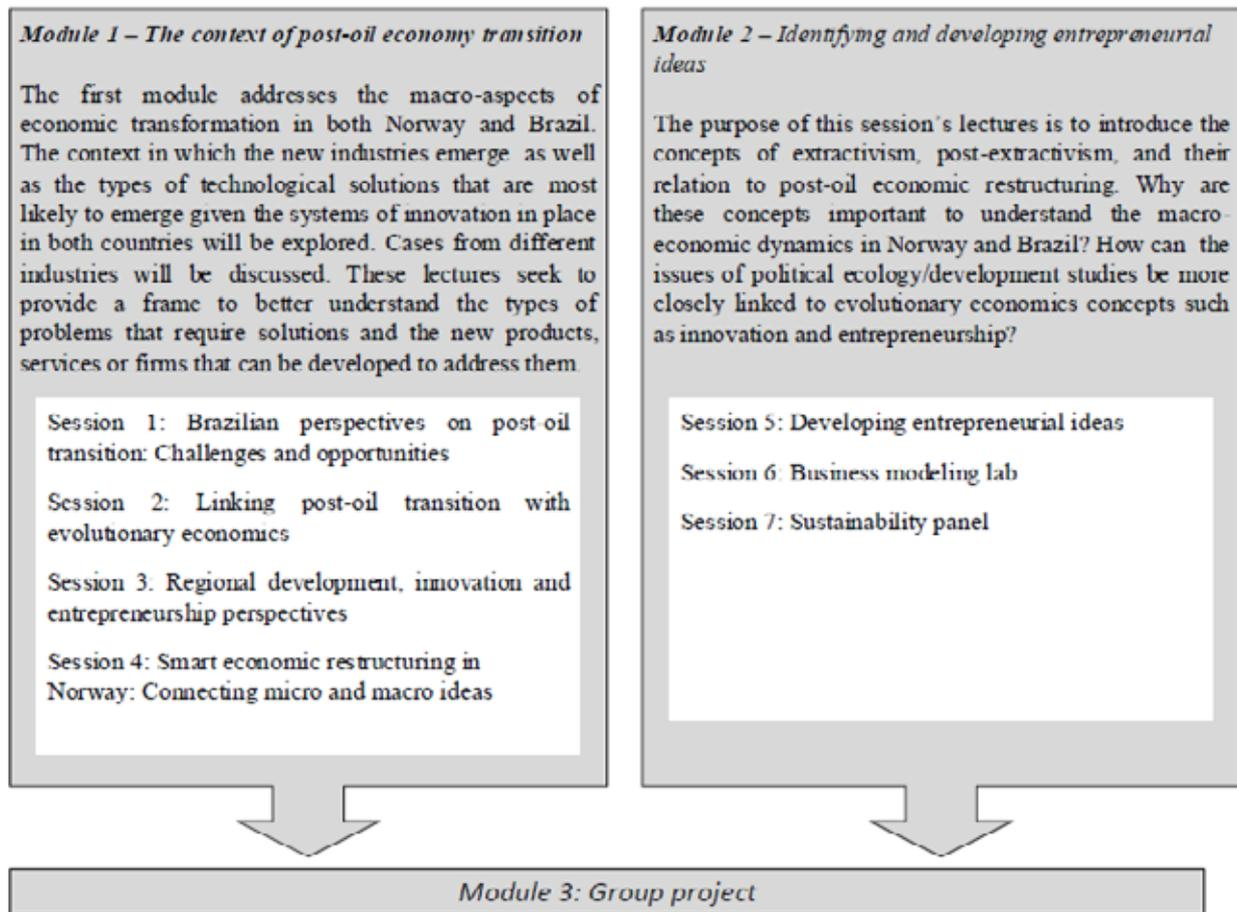 Module 1 – The context of post-oil economy transition
The first module addresses the macro-aspects of
economic transformation in both Norway and Brazil.
The context in which the new industries emerge as well
as the types of technological solutions that are most
likely to emerge given the systems of innovation in place
in both countries will be explored. Cases from different
industries will be discussed. These lectures seek to
provide a frame to better understand the types of
problems that require solutions and the new products,
services or firms that can be developed to address them.
Session 1: Brazilian perspectives on post-oil
transition: Challenges and opportunities
Session 2: Linking post-oil transition with
evolutionary economics
Session 3: Regional development, innovation and
entrepreneurship perspectives
Session 4: Smart economic restructuring in
Norway: Connecting micro and macro ideas
Module 2 – Identifying and developing entrepreneurial
ideas
The purpose of this session´s lectures is to introduce the
concepts of extractivism, post-extractivism, and their
relation to post-oil economic restructuring. Why are
these concepts important to understand the macro-
economic dynamics in Norway and Brazil? How can the
issues of political ecology/development studies be more
closely linked to evolutionary economics concepts such
as innovation and entrepreneurship?
Session 5: Developing entrepreneurial ideas
Session 6: Business modeling lab
Session 7: Sustainability panel
Module 3: Group project